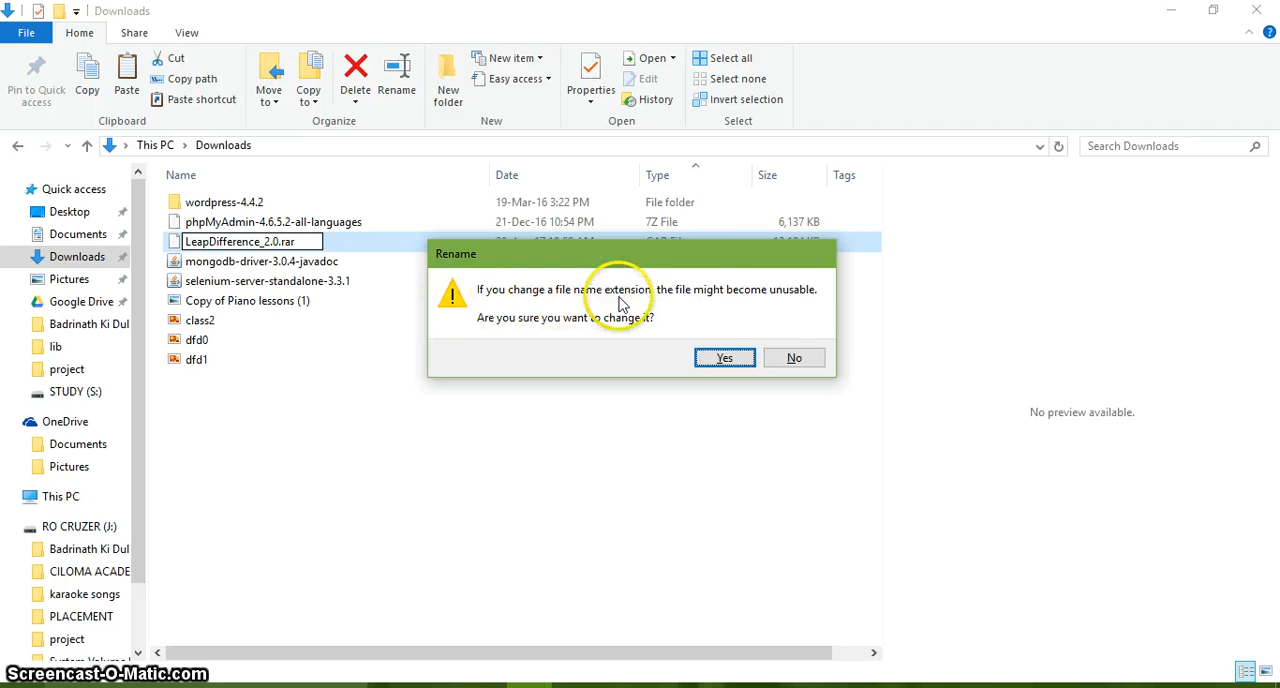 Downloads
File
Home
Share
View
Pin to Quick
access
Copy
Paste
Cut
Copy path
Paste shortcut
Clipboard
Move
to
Copy
to
Delete
Rename
Organize
New
folder
New item
Easy access
New
Properties
Open
Edit
History
Open
Select all
Select none
Invert selection
Select
This PC
Downloads
Search Downloads
Name
Date
Type
Size
Tags
Quick access
Desktop
Documents
Downloads
Pictures
Google Drive
Badrinath Ki Dul
lib
project
STUDY (S:)
OneDrive
Documents
Pictures
This PC
RO CRUZER (J:)
Badrinath Ki Dul
CILOMA ACADE
karaoke songs
PLACEMENT
project
wordpress-4.4.2 19-Mar-16 3:22 PM File folder
phpMyAdmin-4.6.5.2-all-languages 21-Dec-16 10:54 PM 7Z File 6,137 KB
LeapDifference_2.0.rar
mongodb-driver-3.0.4-javadoc
selenium-server-standalone-3.3.1
Copy of Piano lessons (1)
class2
dfd0
dfd1
Rename
If you change a file name extension, the file might become unusable.
Are you sure you want to change it?
Yes
No
No preview available.
Screencast-O-Matic.com